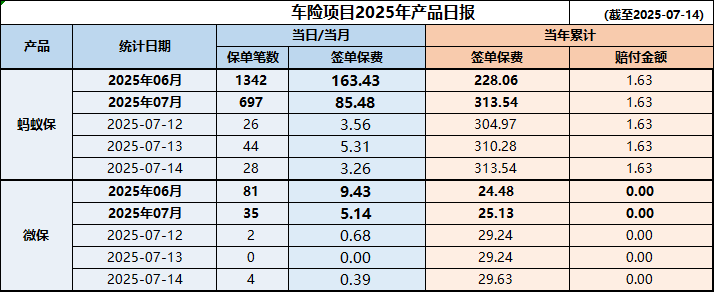 车险项目2025年产品日报 (截至2025-07-14)
产品 统计日期 当日/当月 当年累计
保单笔数 签单保费 签单保费 赔付金额
蚂蚁保 2025年06月 1342 163.43 228.06 1.63
2025年07月 697 85.48 313.54 1.63
2025-07-12 26 3.56 304.97 1.63
2025-07-13 44 5.31 310.28 1.63
2025-07-14 28 3.26 313.54 1.63
微保 2025年06月 81 9.43 24.48 0.00
2025年07月 35 5.14 25.13 0.00
2025-07-12 2 0.68 29.24 0.00
2025-07-13 0 0.00 29.24 0.00
2025-07-14 4 0.39 29.63 0.00